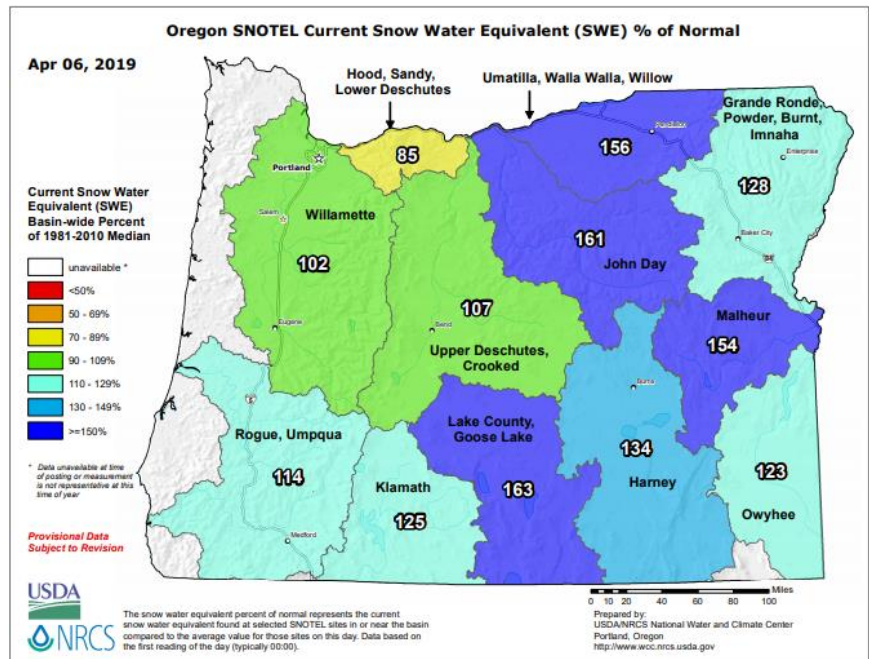 Oregon SNOTEL Current Snow Water Equivalent (SWE) % of Normal
Apr 06, 2019
Hood, Sandy,
Lower Deschutes
Umatilla, Walla Walla, Willow
Grande Ronde,
Powder, Burnt,
Imnaha
Pendleton
Enterprise
Portland
85
156
128
Current Snow Water
Equivalent (SWE)
Basin-wide Percent
of 1981-2010 Median
unavailable *
<50%
50 - 69%
70 - 89%
90 - 109%
110 - 129%
130 - 149%
>=150%
Salem
Willamette
102
161
John Day
Baker City
84
Eugene
107
Bend
Upper Deschutes,
Crooked
Malheur
154
Burns
5
Rogue, Umpqua
114
Lake County,
Goose Lake
163
134
Harney
123
Owyhee
Klamath
125
Medford
* Data unavailable at time
of posting or measurement
is not representative at this
time of year
Provisional Data
Subject to Revision
USDA
NRCS
The snow water equivalent percent of normal represents the current
snow water equivalent found at selected SNOTEL sites in or near the basin
compared to the average value for those sites on this day. Data based on
the first reading of the day (typically 00:00).
Miles
0 10 20 40 60 80 100
Prepared by:
USDA/NRCS National Water and Climate Center
Portland, Oregon
http://www.wcc.nrcs.usda.gov